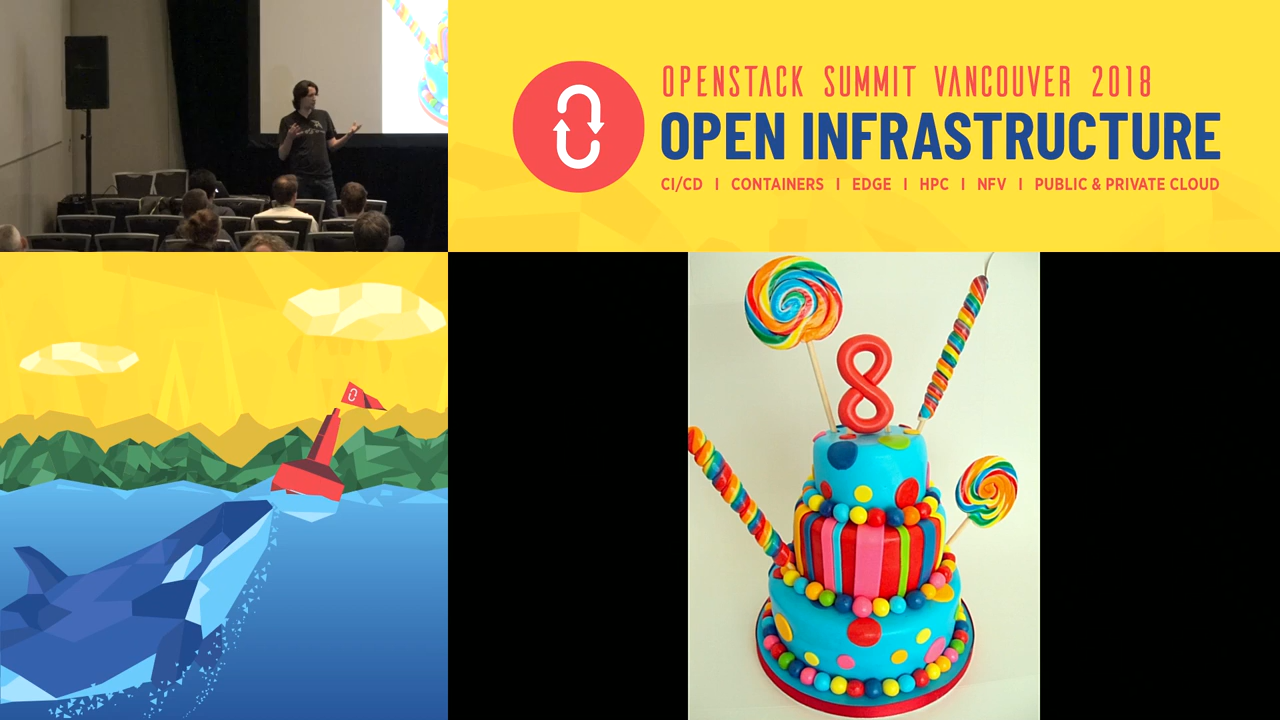 OPENSTACK SUMMIT VANCOUVER 2018
OPEN INFRASTRUCTURE
CI/CD I CONTAINERS I EDGE I HPC I NFV I PUBLIC & PRIVATE CLOUD
8